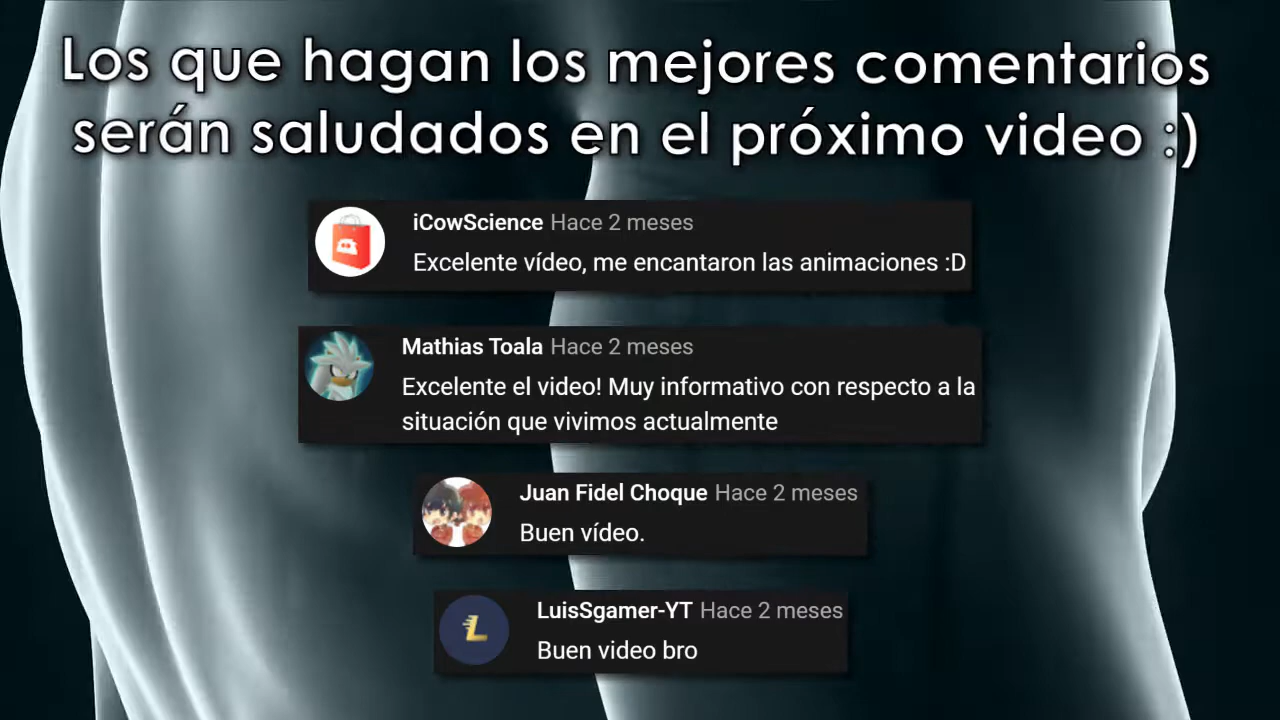 Los que hagan los mejores comentarios
serán saludados en el próximo video :)
iCowScience Hace 2 meses
Excelente vídeo, me encantaron las animaciones :D
Mathias Toala Hace 2 meses
Excelente el video! Muy informativo con respecto a la
situación que vivimos actualmente
Juan Fidel Choque Hace 2 meses
Buen vídeo.
L
LuisSgamer-YT Hace 2 meses
Buen video bro